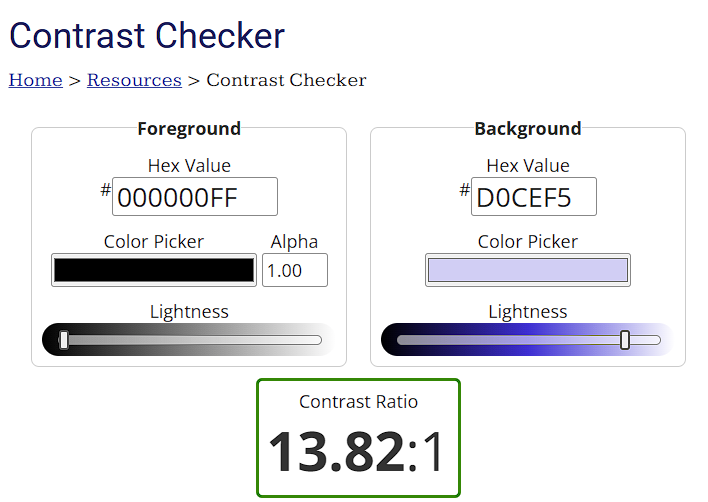 Contrast Checker
Home > Resources > Contrast Checker
Foreground
Hex Value
#000000FF
Color Picker
Alpha
1.00
Lightness
Background
Hex Value
#D0CEF5
Color Picker
Lightness
Contrast Ratio
13.82:1